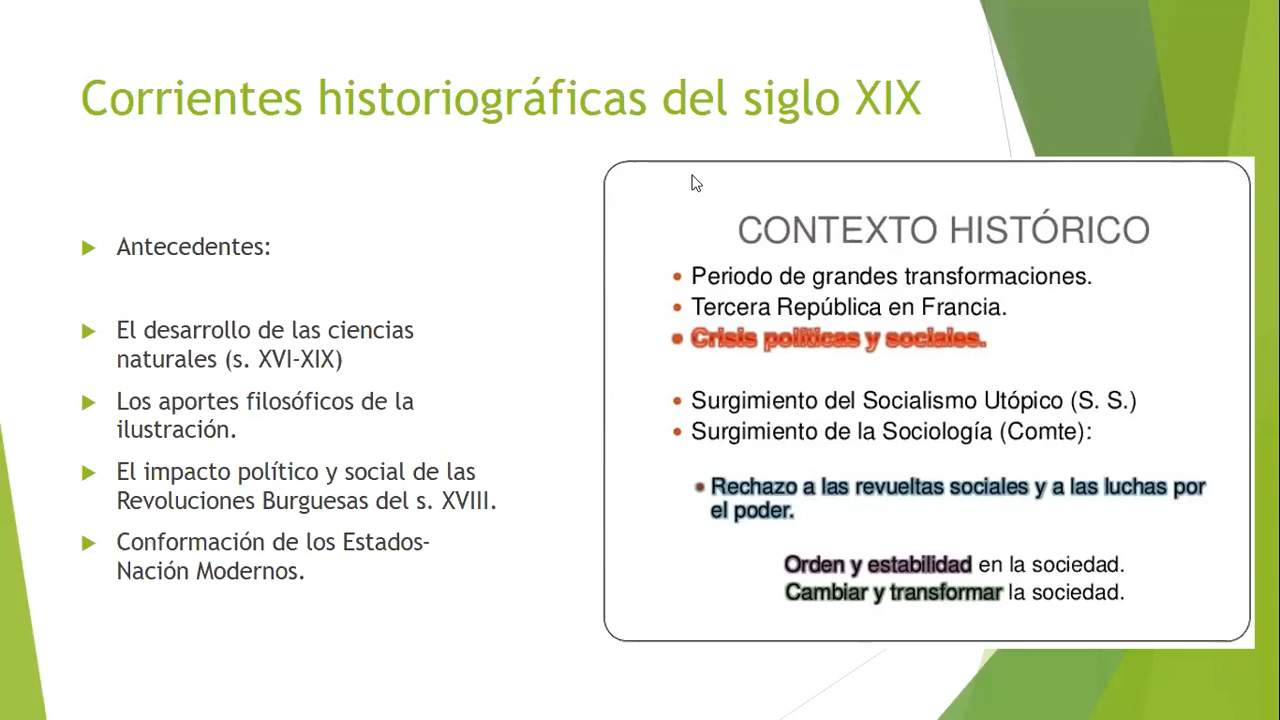 Corrientes historiográficas del siglo XIX
Antecedentes:
El desarrollo de las ciencias
naturales (s. XVI-XIX)
Los aportes filosóficos de la
ilustración.
El impacto político y social de las
Revoluciones Burguesas del s. XVIII.
Conformación de los Estados-
Nación Modernos.
CONTEXTO HISTÓRICO
Periodo de grandes transformaciones.
Tercera República en Francia.
Crisis políticas y sociales.
Surgimiento del Socialismo Utópico (S. S.)
Surgimiento de la Sociología (Comte):
Rechazo a las revueltas sociales y a las luchas por
el poder.
Orden y estabilidad en la sociedad.
Cambiar y transformar la sociedad.